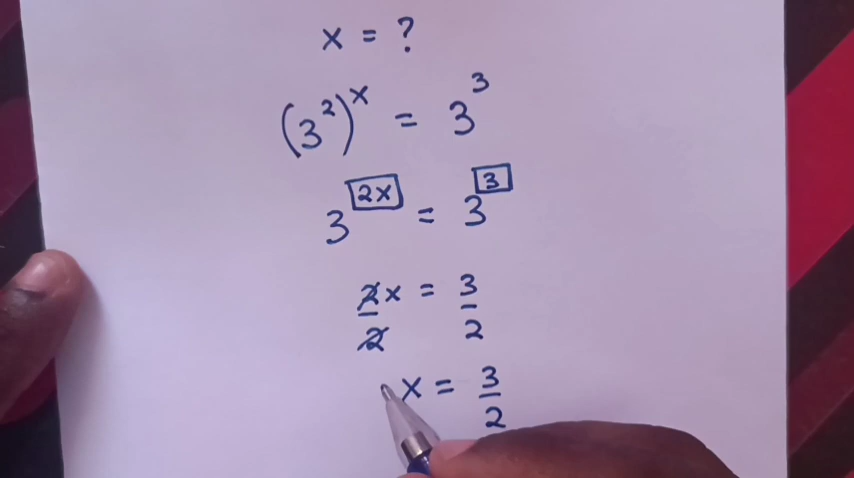 x = ?
(3²)ˣ = 3³
3²ˣ = 3³
2x/2 = 3/2
x = 3/2